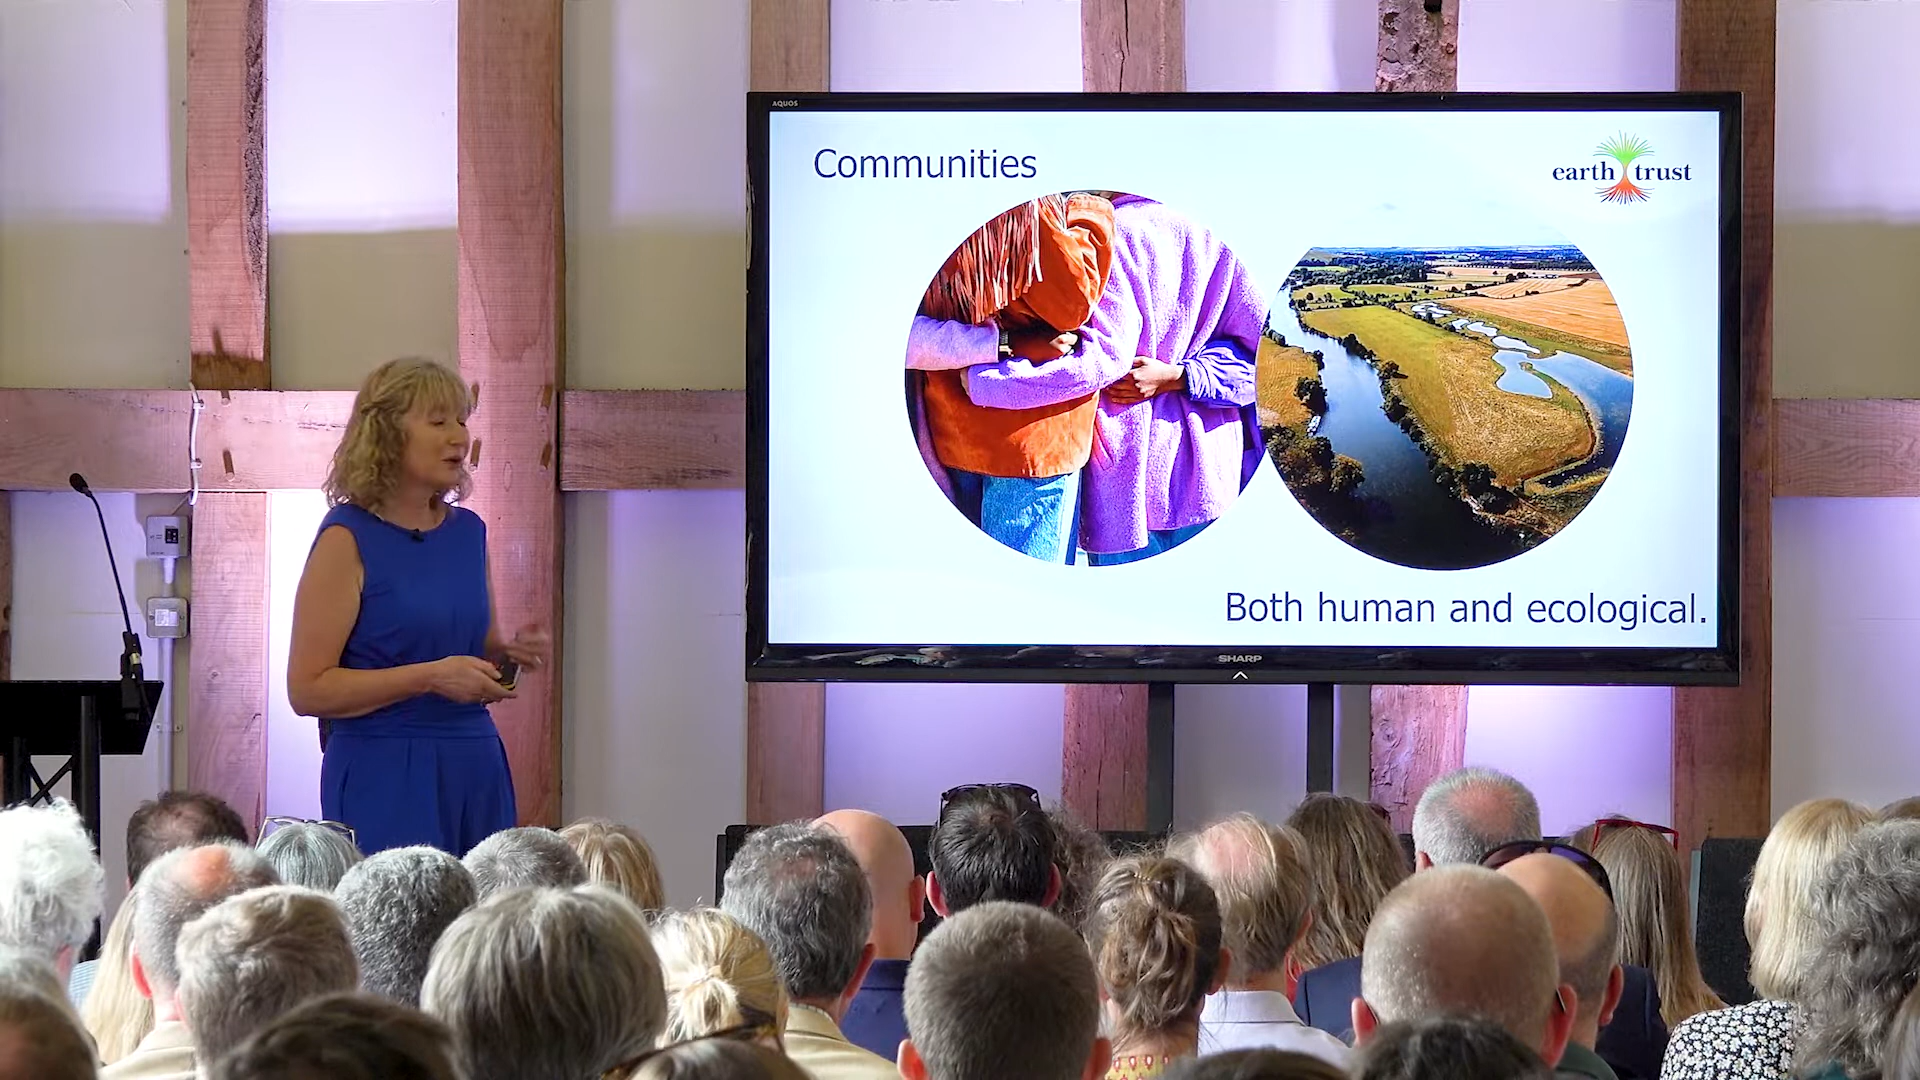 AQUOS
Communities
earth trust
Both human and ecological.
SHARP